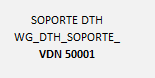 SOPORTE DTH
WG_DTH_SOPORTE_
VDN 50001